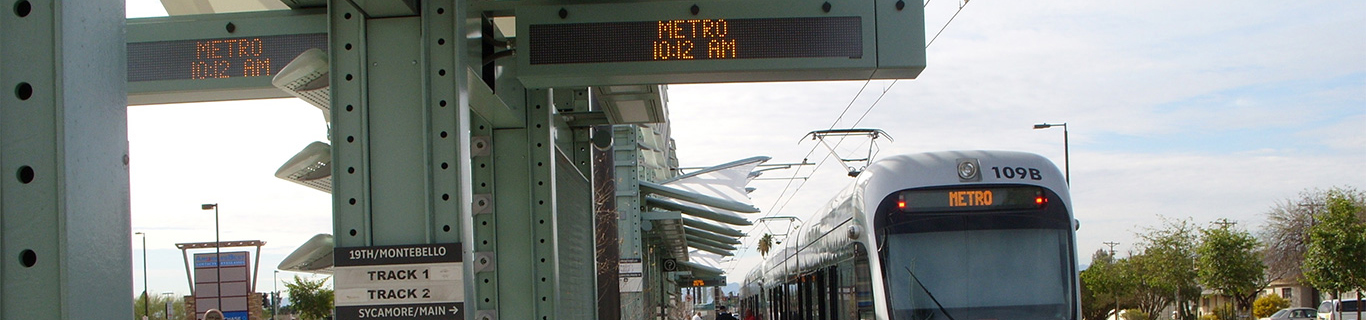 METRO
10:12 AM
METRO
10:12 AM
109B
METRO
19TH/MONTEBELLO
TRACK 1
TRACK 2
SYCAMORE/MAIN →